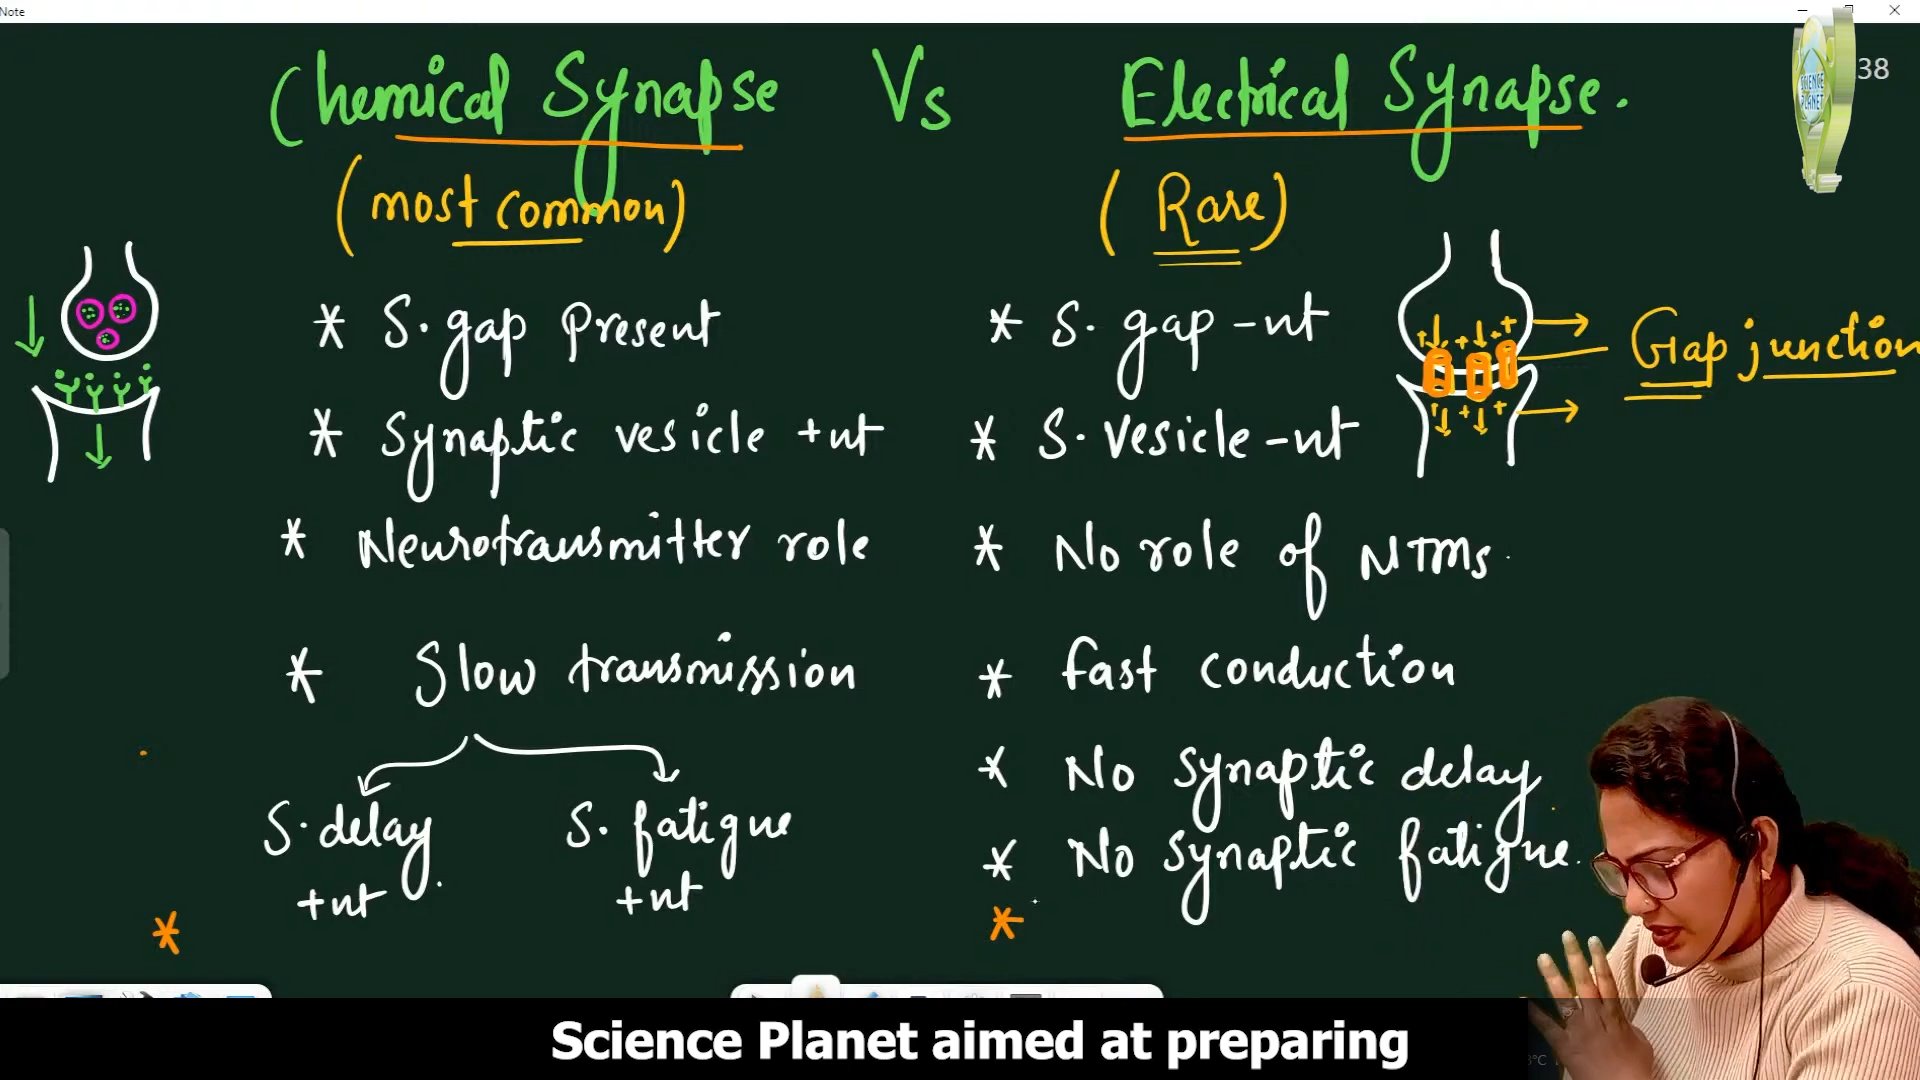 Note
38
SCIENCE PLANET
Chemical Synapse Vs Electrical Synapse.
(most common)
(Rare)
* S. gap present
* S. gap -nt
Gap junction
* Synaptic vesicle +nt
* S. vesicle -nt
* Neurotransmitter role
* No role of NTMs.
* Slow transmission
* fast conduction
S. delay +nt
S. fatigue +nt
* No synaptic delay
* No synaptic fatigue.
*
*
Science Planet aimed at preparing